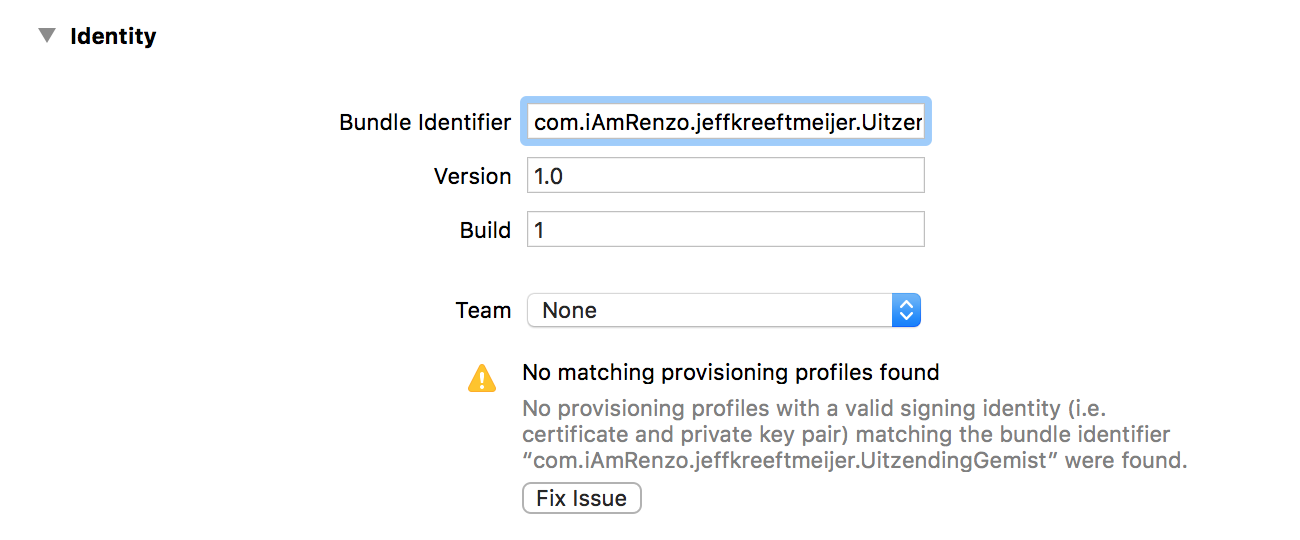 Identity
Bundle Identifier com.iAmRenzo.jeffkreeftmeijer.Uitzer
Version 1.0
Build 1
Team None
No matching provisioning profiles found
No provisioning profiles with a valid signing identity (i.e.
certificate and private key pair) matching the bundle identifier
“com.iAmRenzo.jeffkreeftmeijer.UitzendingGemist” were found.
Fix Issue